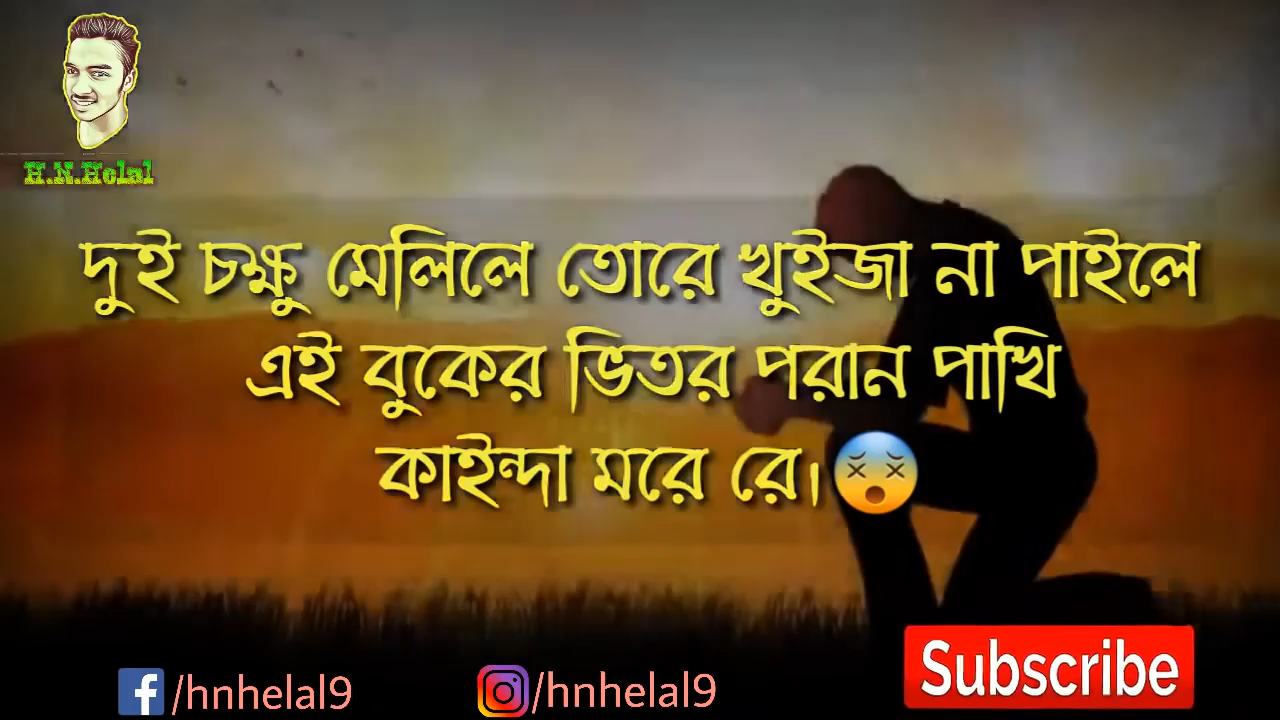 H.N.Helal
দুই চক্ষু মেলিলে তোরে খুইজা না পাইলে
এই বুকের ভিতর পরান পাখি
কাইন্দা মরে রে।😵
/hnhelal9
/hnhelal9
Subscribe